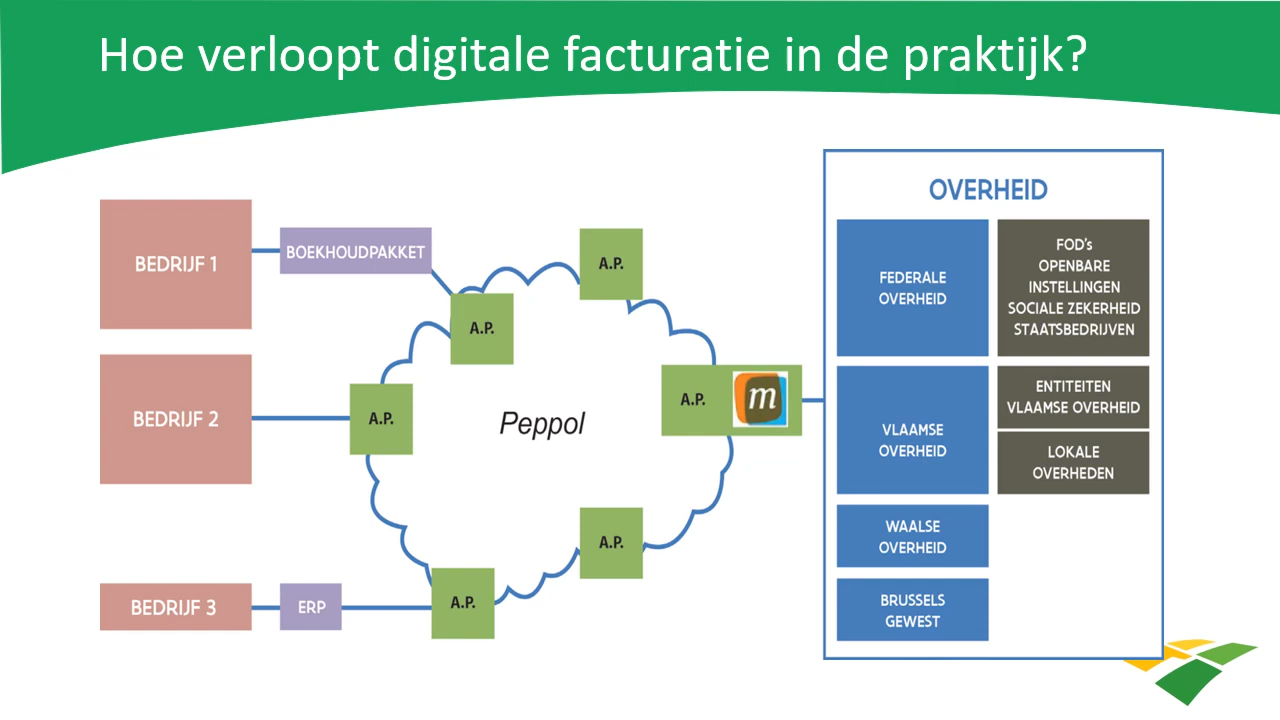 Hoe verloopt digitale facturatie in de praktijk?
BEDRIJF 1
BOEKHOUDPAKKET
BEDRIJF 2
BEDRIJF 3
ERP
A.P.
A.P.
A.P.
A.P.
A.P.
Peppol
A.P.
m
OVERHEID
FEDERALE
OVERHEID
FOD's
OPENBARE
INSTELLINGEN
SOCIALE ZEKERHEID
STAATSBEDRIJVEN
VLAAMSE
OVERHEID
ENTITEITEN
VLAAMSE OVERHEID
LOKALE
OVERHEDEN
WAALSE
OVERHEID
BRUSSELS
GEWEST